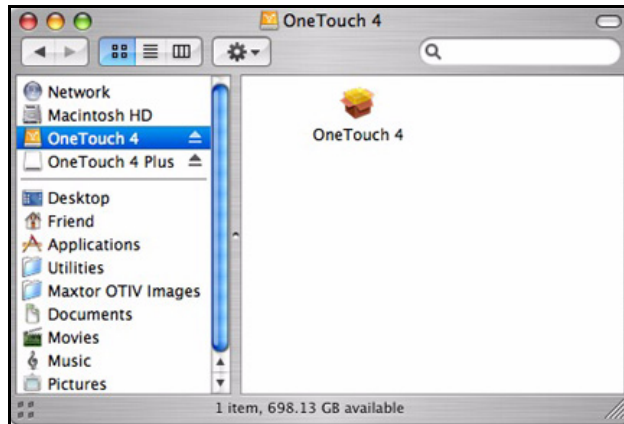 OneTouch 4
Network
Macintosh HD
OneTouch 4
OneTouch 4 Plus
Desktop
Friend
Applications
Utilities
Maxtor OTIV Images
Documents
Movies
Music
Pictures
OneTouch 4
1 item, 698.13 GB available